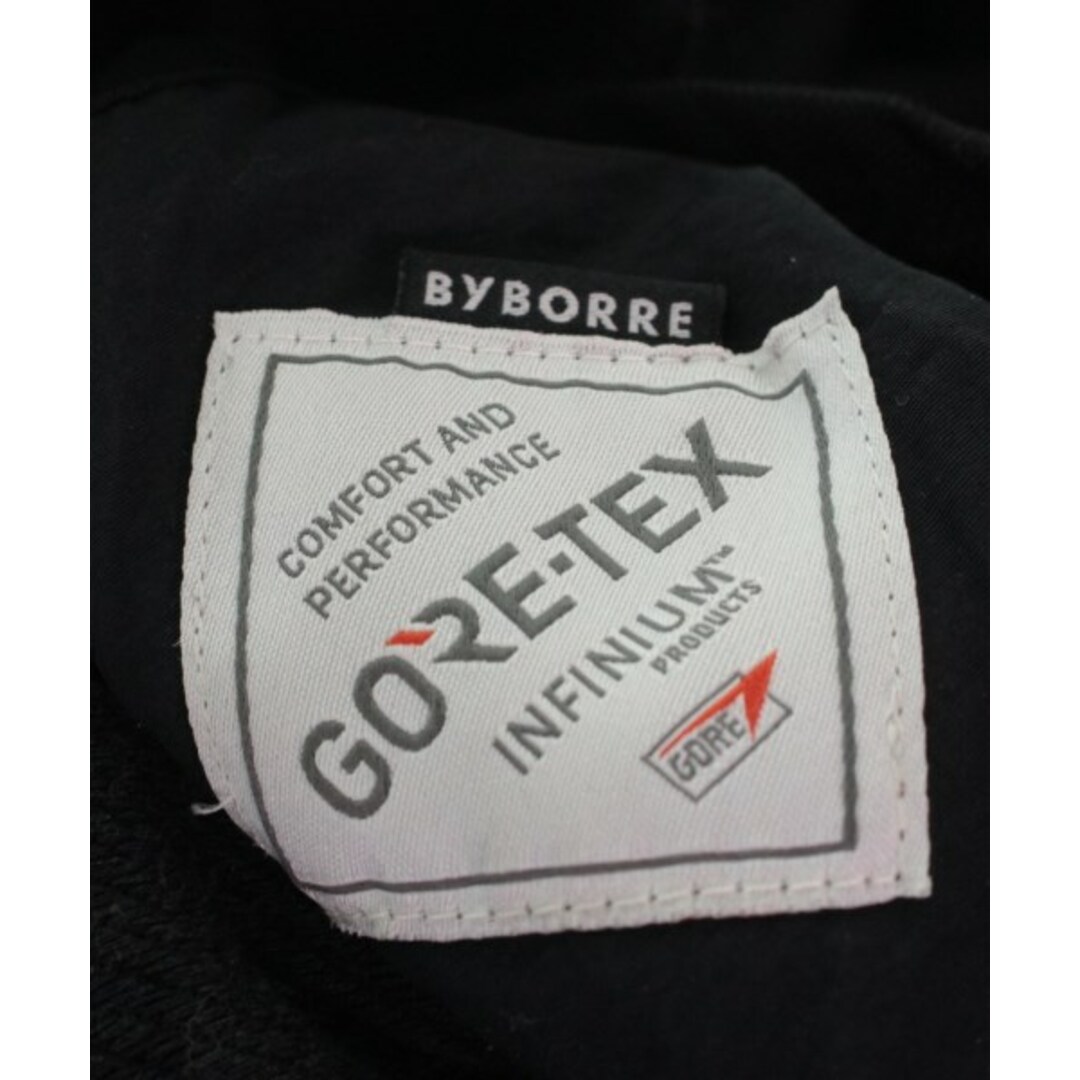 BYBORRE
COMFORT AND
PERFORMANCE
GORE-TEX
INFINIUM™
PRODUCTS
GORE